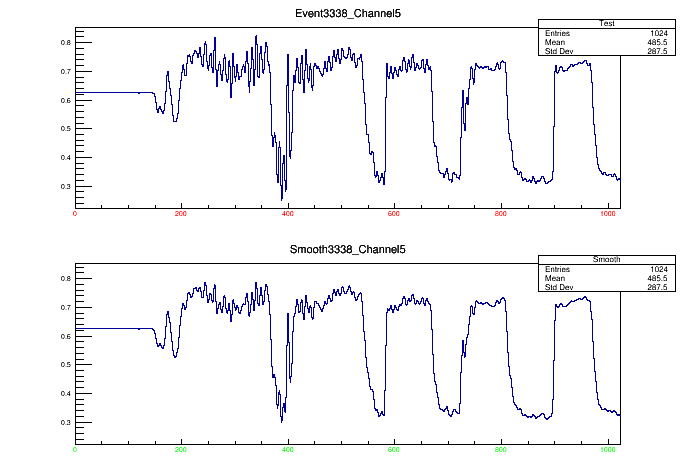 Event3338_Channel5
Test
Entries 1024
Mean 485.5
Std Dev 287.5
0.8
0.7
0.6
0.5
0.4
0.3
0 200 400 600 800 1000
Smooth3338_Channel5
Smooth
Entries 1024
Mean 485.5
Std Dev 287.5
0.8
0.7
0.6
0.5
0.4
0.3
0 200 400 600 800 1000